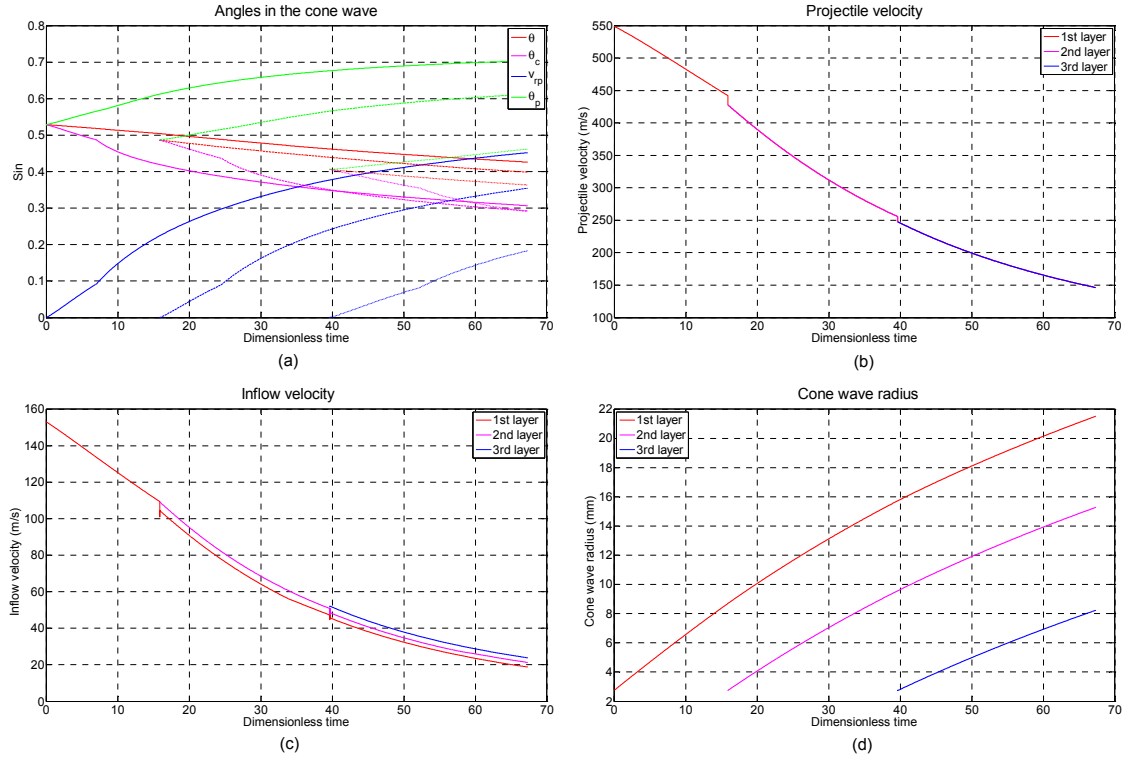 Angles in the cone wave
0.8
0.7
0.6
0.5
0.4
0.3
0.2
0.1
0
Sin
0 10 20 30 40 50 60 70
Dimensionless time
θ
θc
vrp
θp
(a)
Projectile velocity
550
500
450
400
350
300
250
200
150
100
Projectile velocity (m/s)
0 10 20 30 40 50 60 70
Dimensionless time
1st layer
2nd layer
3rd layer
(b)
Inflow velocity
160
140
120
100
80
60
40
20
0
Inflow velocity (m/s)
0 10 20 30 40 50 60 70
Dimensionless time
1st layer
2nd layer
3rd layer
(c)
Cone wave radius
22
20
18
16
14
12
10
8
6
4
2
Cone wave radius (mm)
0 10 20 30 40 50 60 70
Dimensionless time
1st layer
2nd layer
3rd layer
(d)